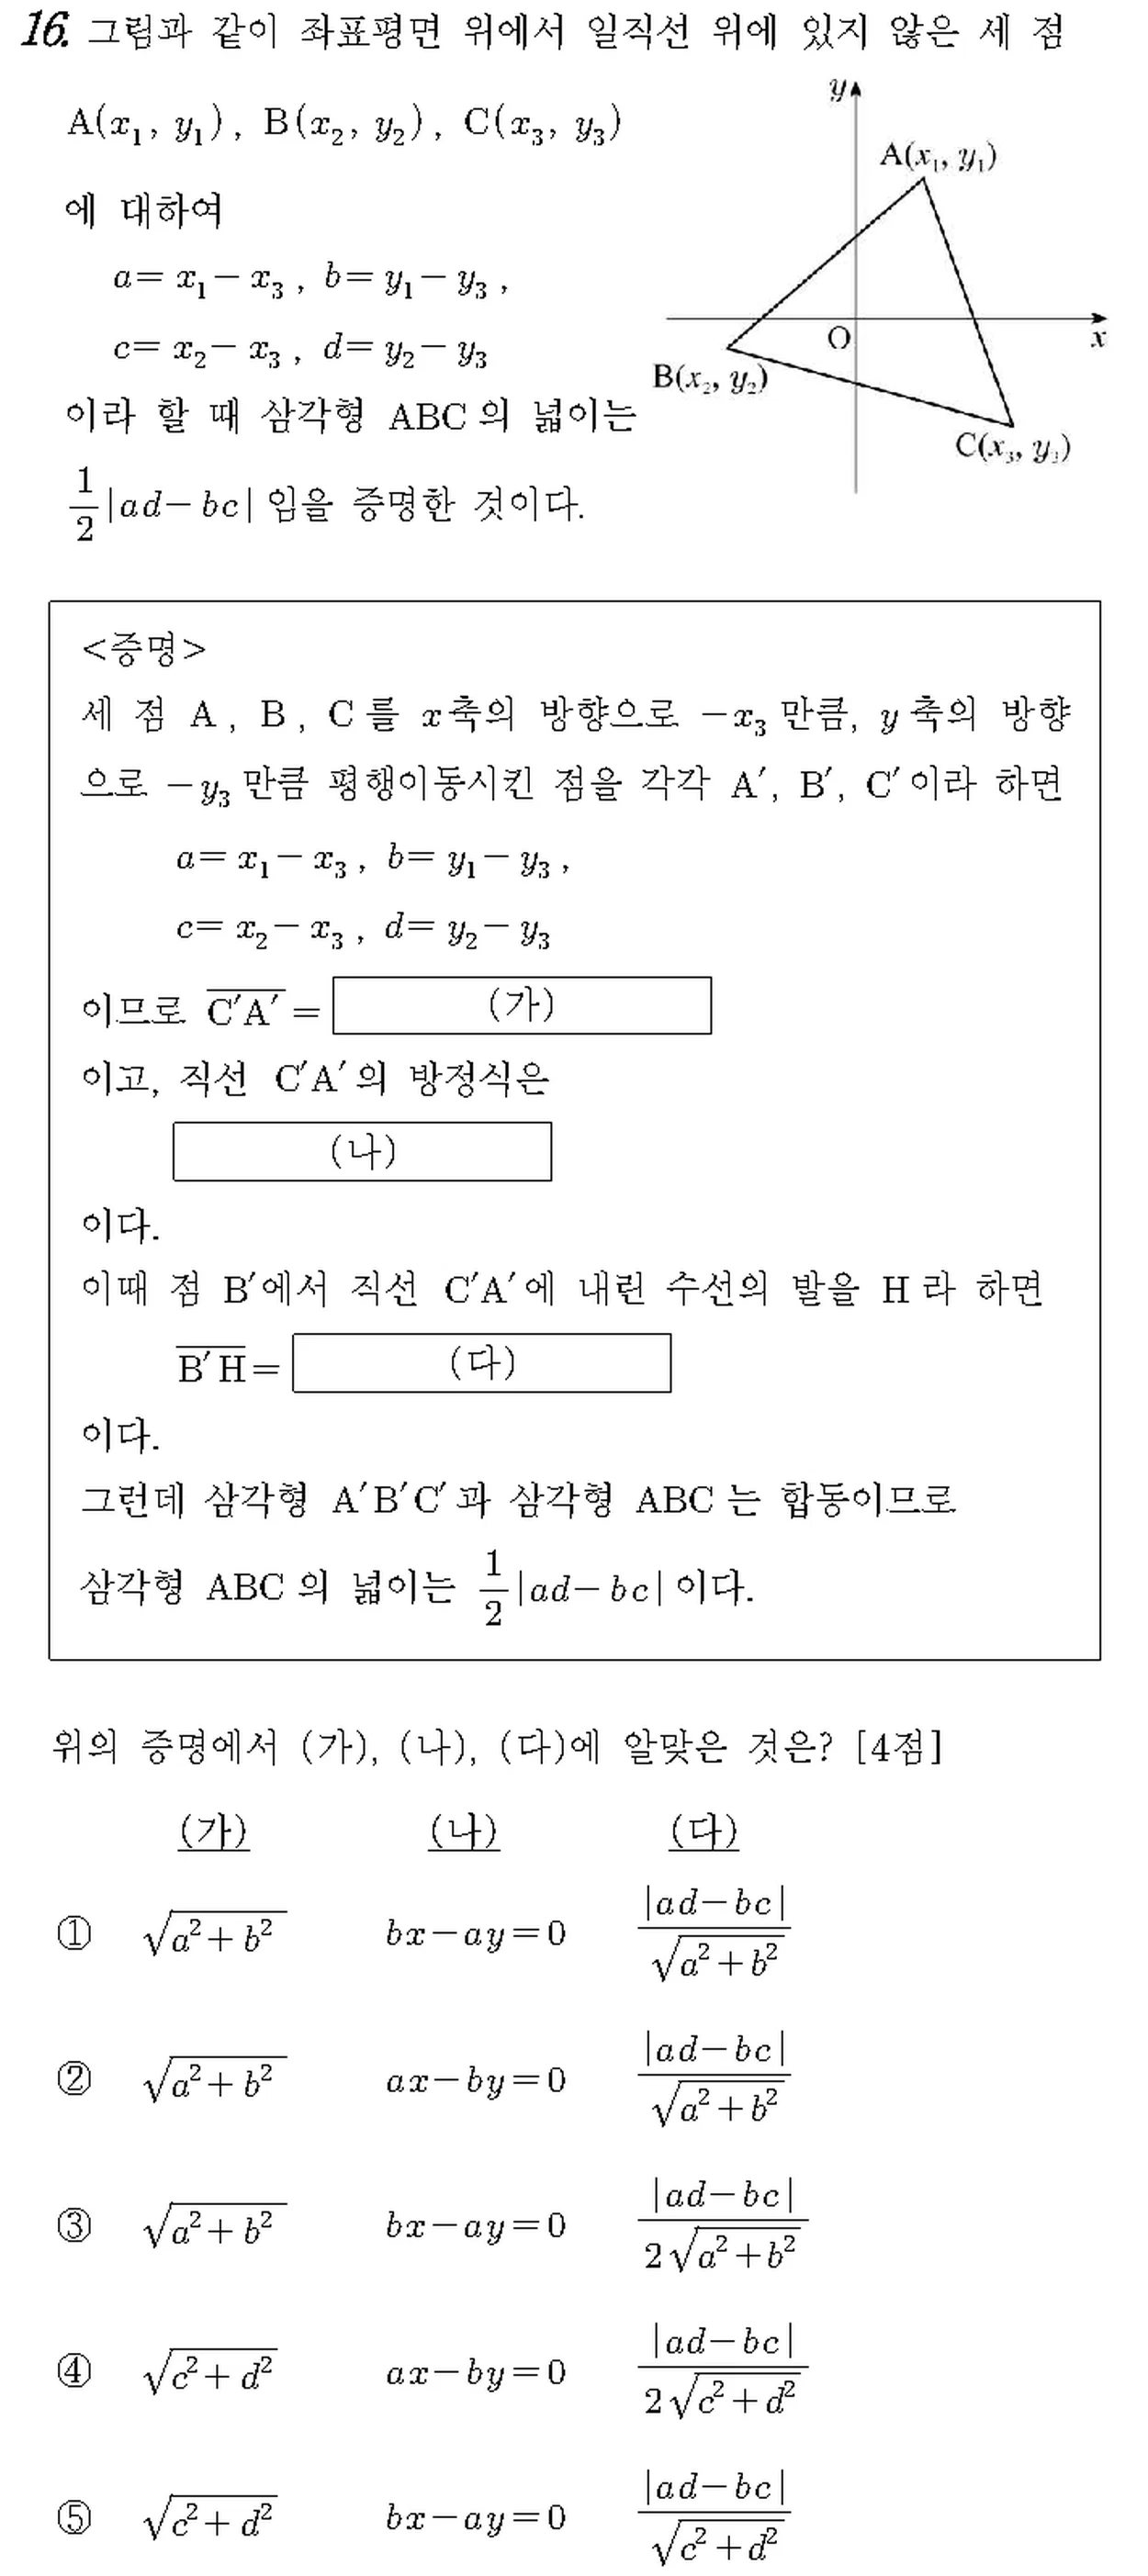 16. 그림과 같이 좌표평면 위에서 일직선 위에 있지 않은 세 점
A(x₁, y₁), B(x₂, y₂), C(x₃, y₃)
에 대하여
a = x₁ − x₃, b = y₁ − y₃,
c = x₂ − x₃, d = y₂ − y₃
이라 할 때 삼각형 ABC의 넓이는
1/2|ad − bc| 임을 증명한 것이다.
y
A(x₁, y₁)
O
x
B(x₂, y₂)
C(x₃, y₃)
<증명>
세 점 A, B, C를 x축의 방향으로 −x₃만큼, y축의 방향
으로 −y₃만큼 평행이동시킨 점을 각각 A′, B′, C′이라 하면
a = x₁ − x₃, b = y₁ − y₃,
c = x₂ − x₃, d = y₂ − y₃
이므로 C̅′A̅′ = (가)
이고, 직선 C′A′의 방정식은
(나)
이다.
이때 점 B′에서 직선 C′A′에 내린 수선의 발을 H라 하면
B̅′H̅ = (다)
이다.
그런데 삼각형 A′B′C′과 삼각형 ABC는 합동이므로
삼각형 ABC의 넓이는 1/2|ad − bc| 이다.
위의 증명에서 (가), (나), (다)에 알맞은 것은? [4점]
(가) (나) (다)
① √(a² + b²) bx − ay = 0 |ad − bc|/√(a² + b²)
② √(a² + b²) ax − by = 0 |ad − bc|/√(a² + b²)
③ √(a² + b²) bx − ay = 0 |ad − bc|/2√(a² + b²)
④ √(c² + d²) ax − by = 0 |ad − bc|/2√(c² + d²)
⑤ √(c² + d²) bx − ay = 0 |ad − bc|/√(c² + d²)